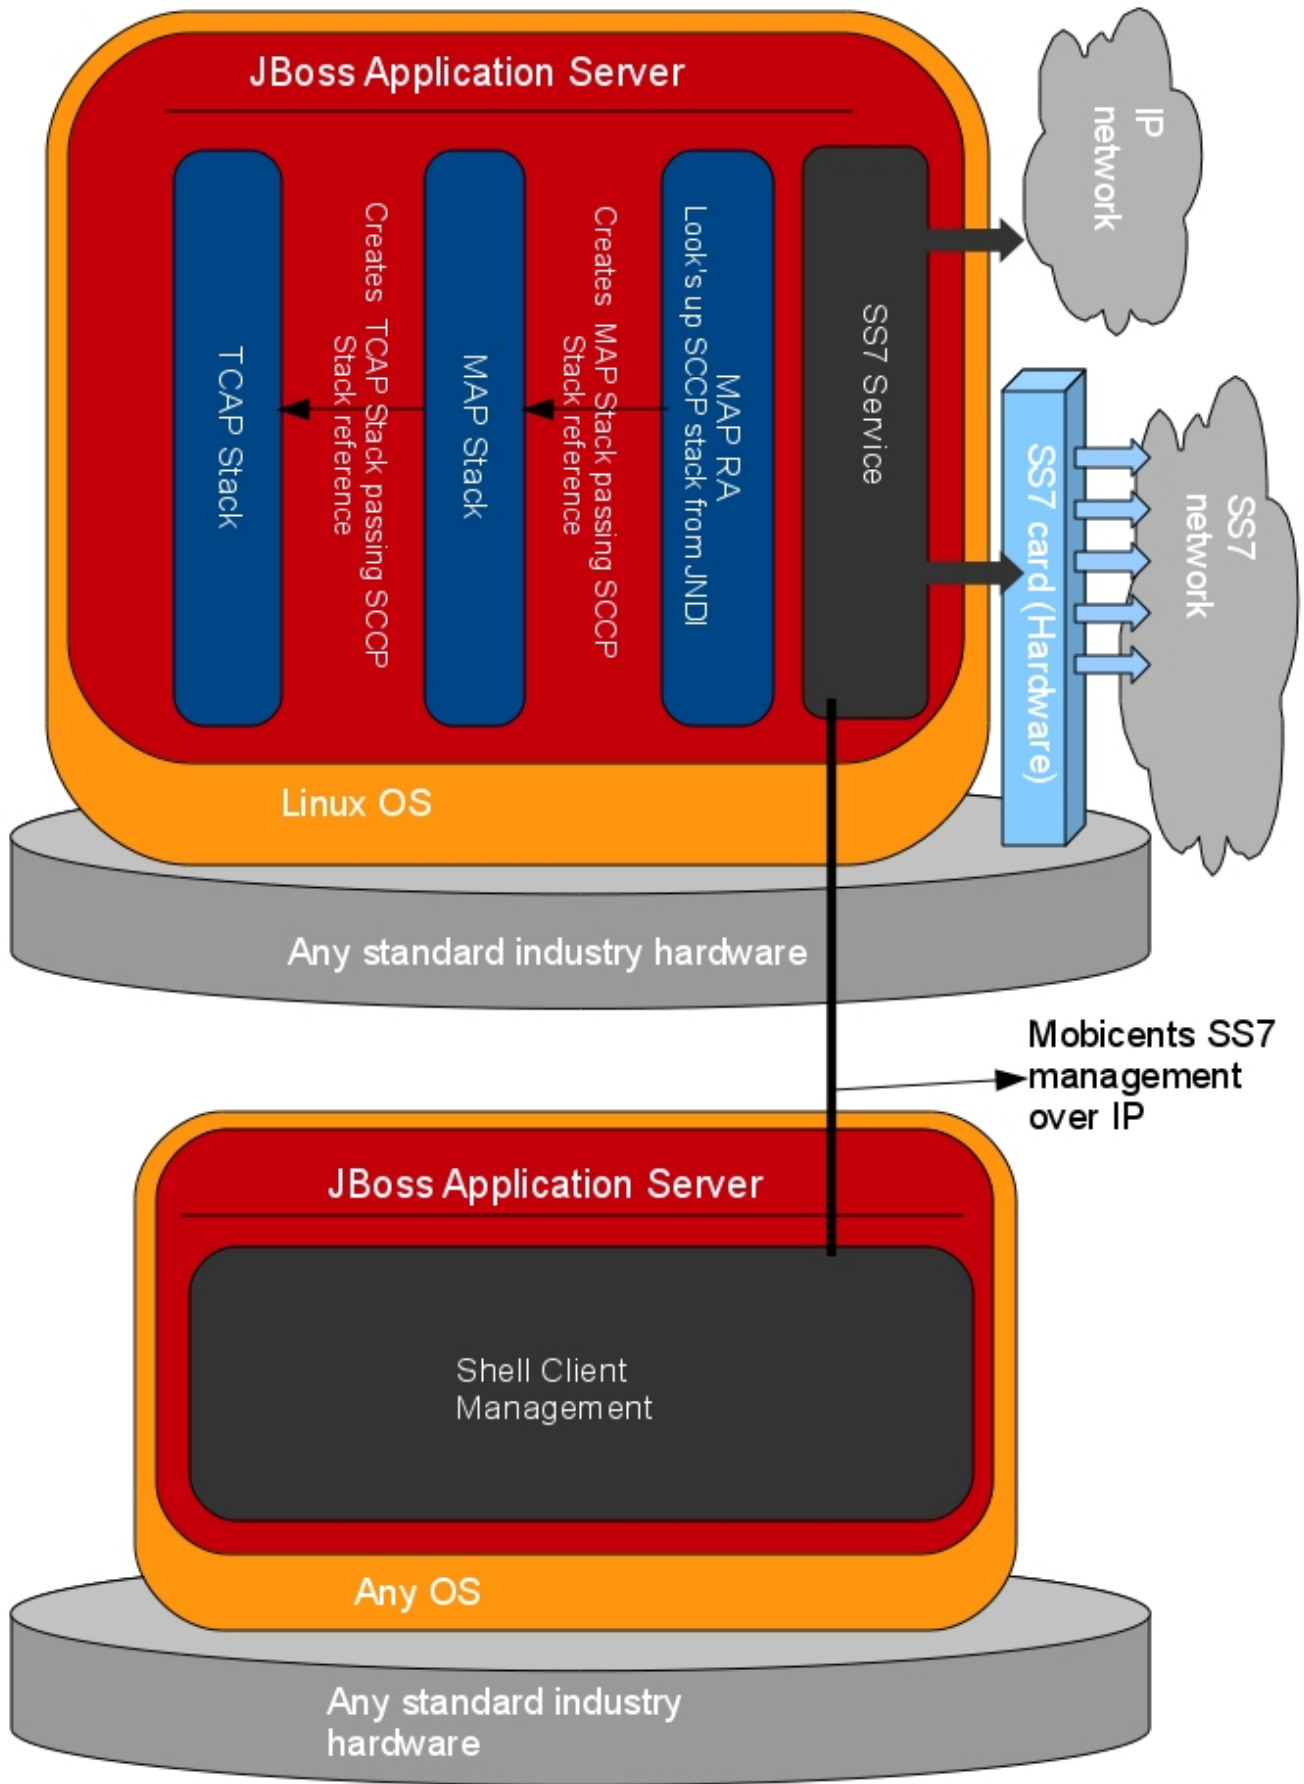 JBoss Application Server
IP
network
TCAP Stack
Creates TCAP Stack passing SCCP
Stack reference
MAP Stack
Creates MAP Stack passing SCCP
Stack reference
MAP RA
Look's up SCCP stack from JNDI
SS7 Service
SS7 card (Hardware)
SS7
network
Linux OS
Any standard industry hardware
Mobicents SS7
management
over IP
JBoss Application Server
Shell Client
Management
Any OS
Any standard industry
hardware